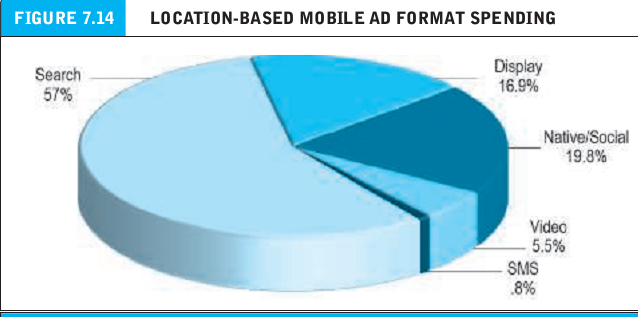 FIGURE 7.14 LOCATION-BASED MOBILE AD FORMAT SPENDING
Search
57%
Display
16.9%
Native/Social
19.8%
Video
5.5%
SMS
.8%